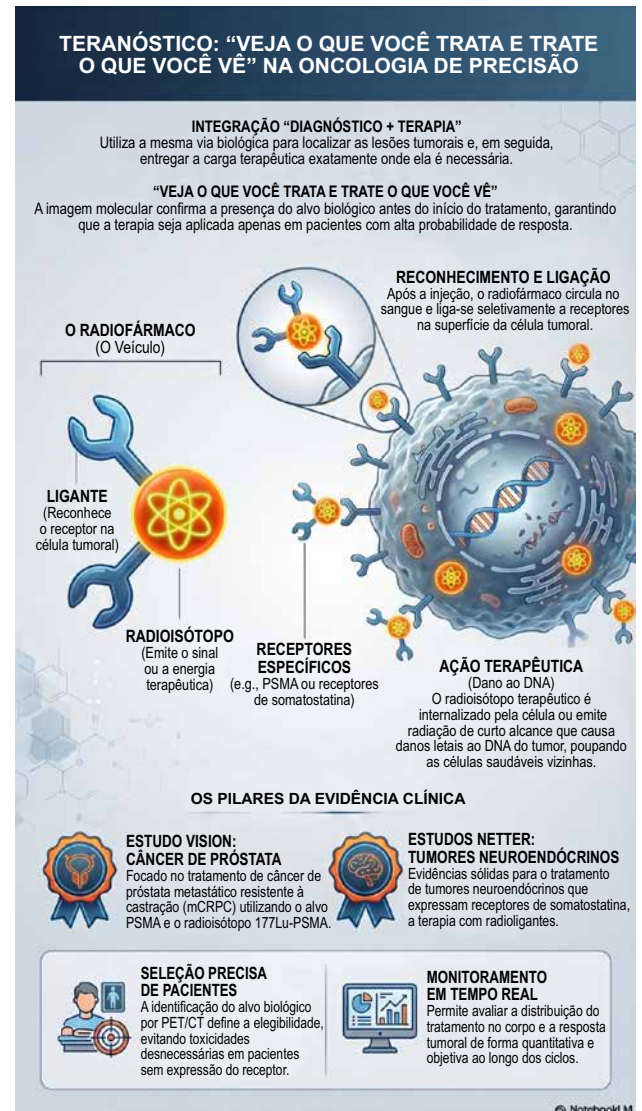 TERANÓSTICO: “VEJA O QUE VOCÊ TRATA E TRATE
O QUE VOCÊ VÊ” NA ONCOLOGIA DE PRECISÃO
INTEGRAÇÃO “DIAGNÓSTICO + TERAPIA”
Utiliza a mesma via biológica para localizar as lesões tumorais e, em seguida,
entregar a carga terapêutica exatamente onde ela é necessária.
“VEJA O QUE VOCÊ TRATA E TRATE O QUE VOCÊ VÊ”
A imagem molecular confirma a presença do alvo biológico antes do início do tratamento, garantindo
que a terapia seja aplicada apenas em pacientes com alta probabilidade de resposta.
RECONHECIMENTO E LIGAÇÃO
Após a injeção, o radiofármaco circula no
sangue e liga-se seletivamente a receptores
na superfície da célula tumoral.
O RADIOFÁRMACO
(O Veículo)
LIGANTE
(Reconhece
o receptor na
célula tumoral)
RADIOISÓTOPO
(Emite o sinal
ou a energia
terapêutica)
RECEPTORES
ESPECÍFICOS
(e.g., PSMA ou receptores
de somatostatina)
AÇÃO TERAPÊUTICA
(Dano ao DNA)
O radioisótopo terapêutico é
internalizado pela célula ou emite
radiação de curto alcance que causa
danos letais ao DNA do tumor, poupando
as células saudáveis vizinhas.
OS PILARES DA EVIDÊNCIA CLÍNICA
ESTUDO VISION:
CÂNCER DE PRÓSTATA
Focado no tratamento de câncer de
próstata metastático resistente à
castração (mCRPC) utilizando o alvo
PSMA e o radioisótopo 177Lu-PSMA.
ESTUDOS NETTER:
TUMORES NEUROENDÓCRINOS
Evidências sólidas para o tratamento
de tumores neuroendócrinos que
expressam receptores de somatostatina,
a terapia com radioligantes.
SELEÇÃO PRECISA
DE PACIENTES
A identificação do alvo biológico
por PET/CT define a elegibilidade,
evitando toxicidades
desnecessárias em pacientes
sem expressão do receptor.
MONITORAMENTO
EM TEMPO REAL
Permite avaliar a distribuição do
tratamento no corpo e a resposta
tumoral de forma quantitativa e
objetiva ao longo dos ciclos.
NotebookLM